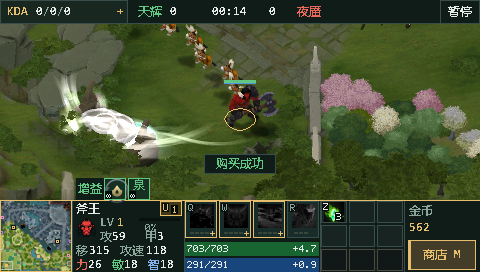 KDA 0/0/0 + 天辉 0 00:14 0 夜魇 暂停
购买成功
增益 ∞ 泉 ∞
斧王 U 1 Q W E R Z 3 金币
LV 1 562
攻59 甲3
移315 攻速118 703/703 +4.7 商店 M
力26 敏18 智18 291/291 +0.9